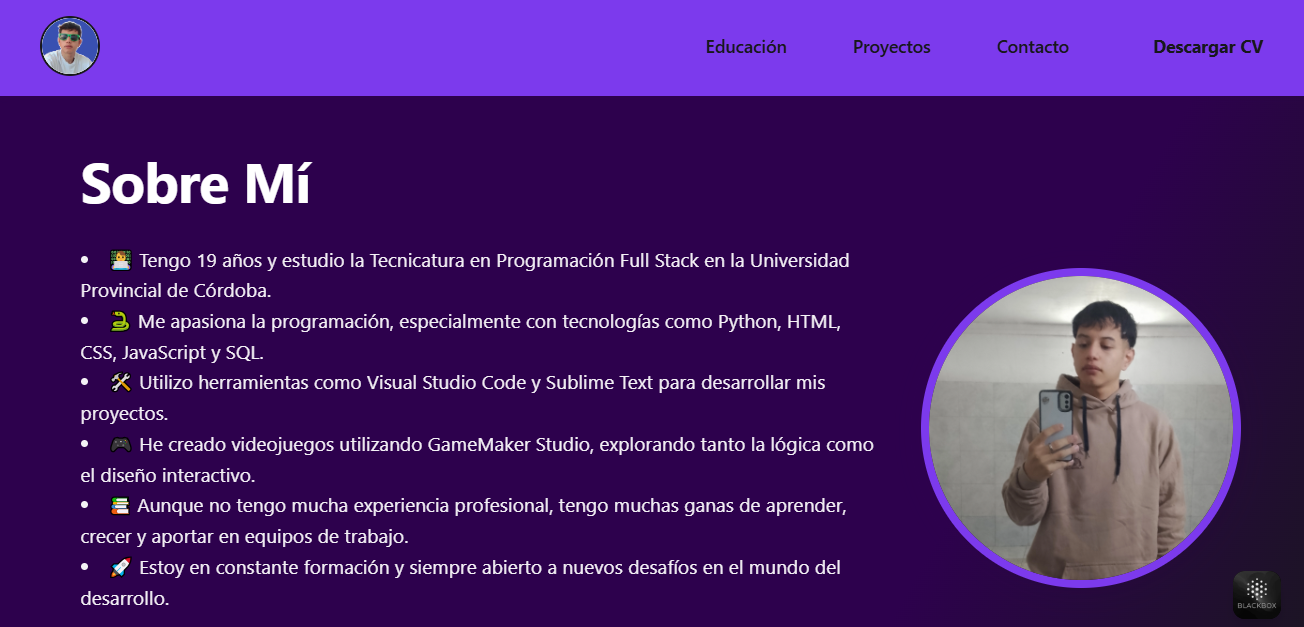 Educación Proyectos Contacto Descargar CV
Sobre Mí
• 👨‍💻 Tengo 19 años y estudio la Tecnicatura en Programación Full Stack en la Universidad
Provincial de Córdoba.
• 🐍 Me apasiona la programación, especialmente con tecnologías como Python, HTML,
CSS, JavaScript y SQL.
• 🛠️ Utilizo herramientas como Visual Studio Code y Sublime Text para desarrollar mis
proyectos.
• 🎮 He creado videojuegos utilizando GameMaker Studio, explorando tanto la lógica como
el diseño interactivo.
• 📚 Aunque no tengo mucha experiencia profesional, tengo muchas ganas de aprender,
crecer y aportar en equipos de trabajo.
• 🚀 Estoy en constante formación y siempre abierto a nuevos desafíos en el mundo del
desarrollo.
BLACKBOX